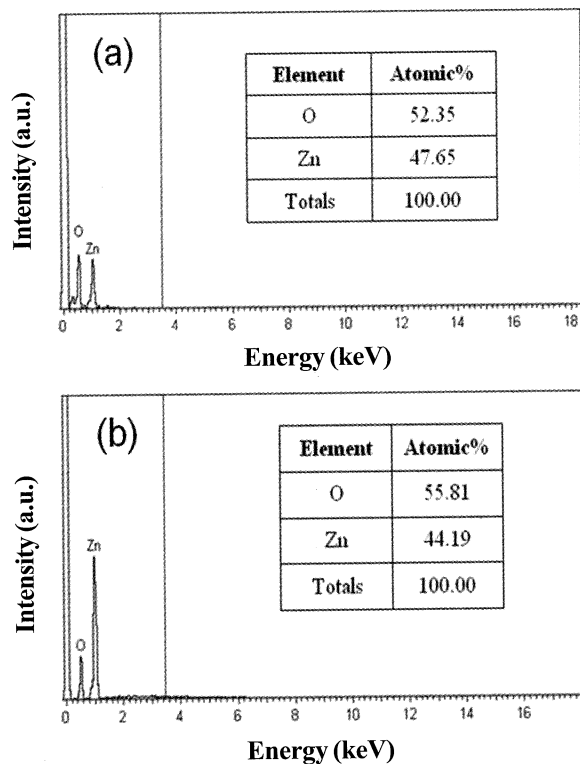 (a)
Element Atomic%
O 52.35
Zn 47.65
Totals 100.00
Intensity (a.u.)
O
Zn
0 2 4 6 8 10 12 14 16 18
Energy (keV)
(b)
Element Atomic%
O 55.81
Zn 44.19
Totals 100.00
Intensity (a.u.)
Zn
O
0 2 4 6 8 10 12 14 16
Energy (keV)